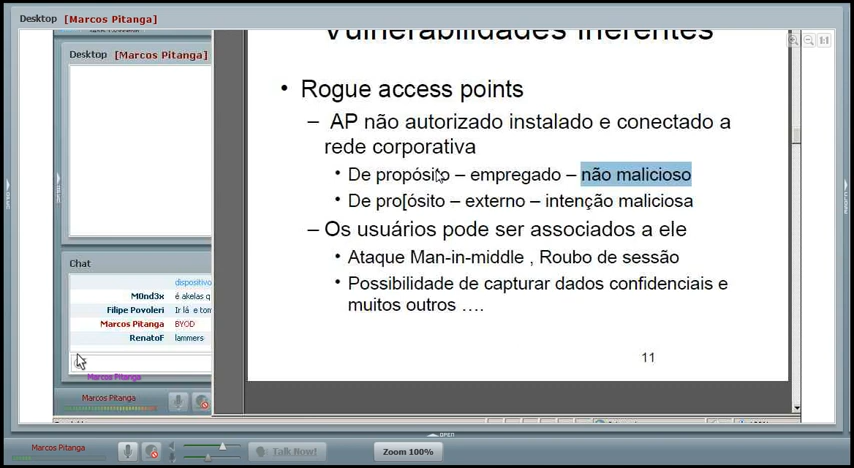 Desktop [Marcos Pitanga]
Desktop [Marcos Pitanga]
Vulnerabilidades Inerentes
• Rogue access points
– AP não autorizado instalado e conectado a
rede corporativa
• De propósito – empregado – não malicioso
• De pro[ósito – externo – intenção maliciosa
– Os usuários pode ser associados a ele
• Ataque Man-in-middle , Roubo de sessão
• Possibilidade de capturar dados confidenciais e
muitos outros ….
11
Chat
dispositivo
M0nd3x é akelas q
Filipe Povoleri Ir lá e tom
Marcos Pitanga BYOD
RenatoF lammers
Marcos Pitanga
Marcos Pitanga
OPEN
Marcos Pitanga
Talk Now!
Zoom 100%
1:1